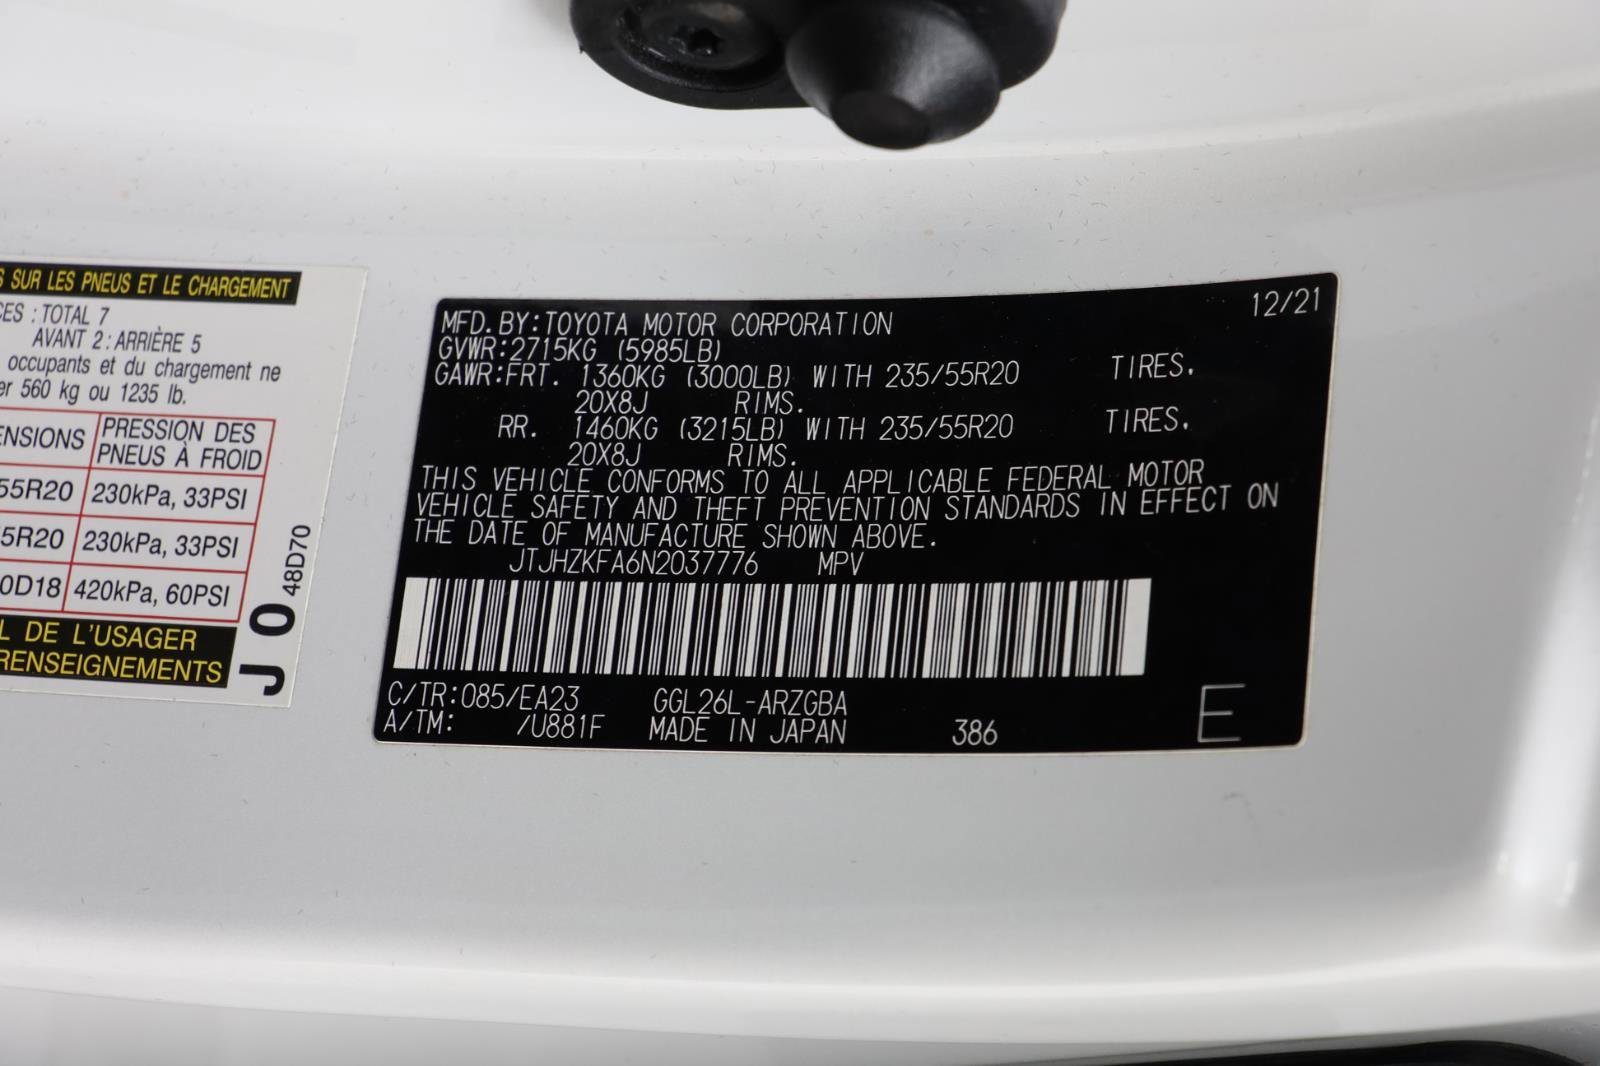 SUR LES PNEUS ET LE CHARGEMENT
: TOTAL 7
AVANT 2 : ARRIÈRE 5
occupants et du chargement ne
560 kg ou 1235 lb.
PRESSION DES
PNEUS À FROID
55R20 230kPa, 33PSI
5R20 230kPa, 33PSI
0D18 420kPa, 60PSI
DE L'USAGER
RENSEIGNEMENTS
J 0
48D70
12/21
MFD. BY: TOYOTA MOTOR CORPORATION
GVWR: 2715KG (5985LB)
GAWR: FRT. 1360KG (3000LB) WITH 235/55R20 TIRES.
20X8J RIMS.
RR. 1460KG (3215LB) WITH 235/55R20 TIRES.
20X8J RIMS.
THIS VEHICLE CONFORMS TO ALL APPLICABLE FEDERAL MOTOR
VEHICLE SAFETY AND THEFT PREVENTION STANDARDS IN EFFECT ON
THE DATE OF MANUFACTURE SHOWN ABOVE.
JTJHZKFA6N2037776 MPV
C/TR: 085/EA23 GGL26L-ARZGBA
A/TM: /U881F MADE IN JAPAN 386 E